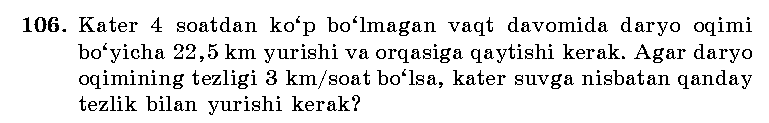 106. Kater 4 soatdan ko‘p bo‘lmagan vaqt davomida daryo oqimi
bo‘yicha 22,5 km yurishi va orqasiga qaytishi kerak. Agar daryo
oqimining tezligi 3 km/soat bo‘lsa, kater suvga nisbatan qanday
tezlik bilan yurishi kerak?